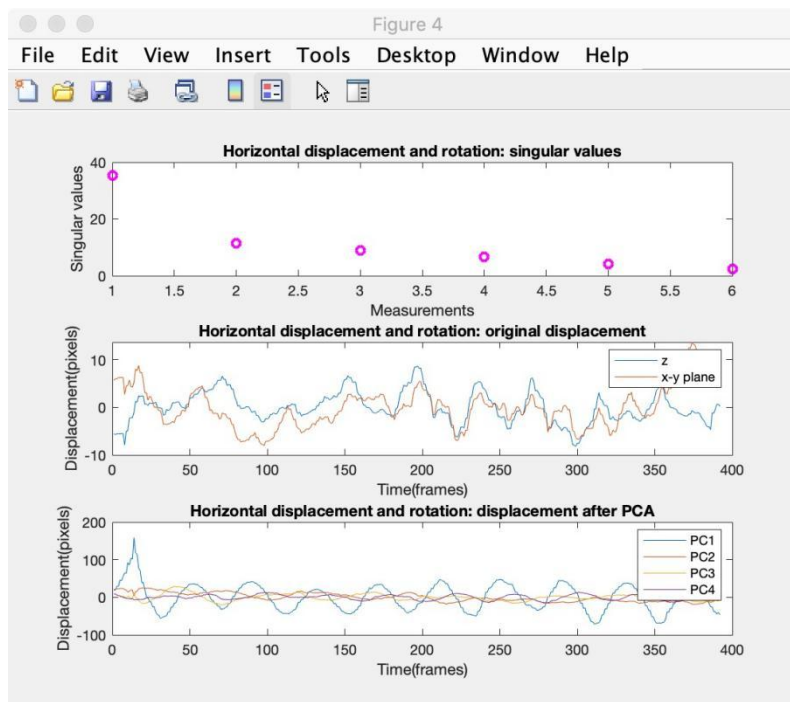 Figure 4
File Edit View Insert Tools Desktop Window Help
Horizontal displacement and rotation: singular values
Singular values
40
20
0
1 1.5 2 2.5 3 3.5 4 4.5 5 5.5 6
Measurements
Horizontal displacement and rotation: original displacement
Displacement(pixels)
10
0
-10
z
x-y plane
0 50 100 150 200 250 300 350 400
Time(frames)
Horizontal displacement and rotation: displacement after PCA
Displacement(pixels)
200
100
0
-100
PC1
PC2
PC3
PC4
0 50 100 150 200 250 300 350 400
Time(frames)